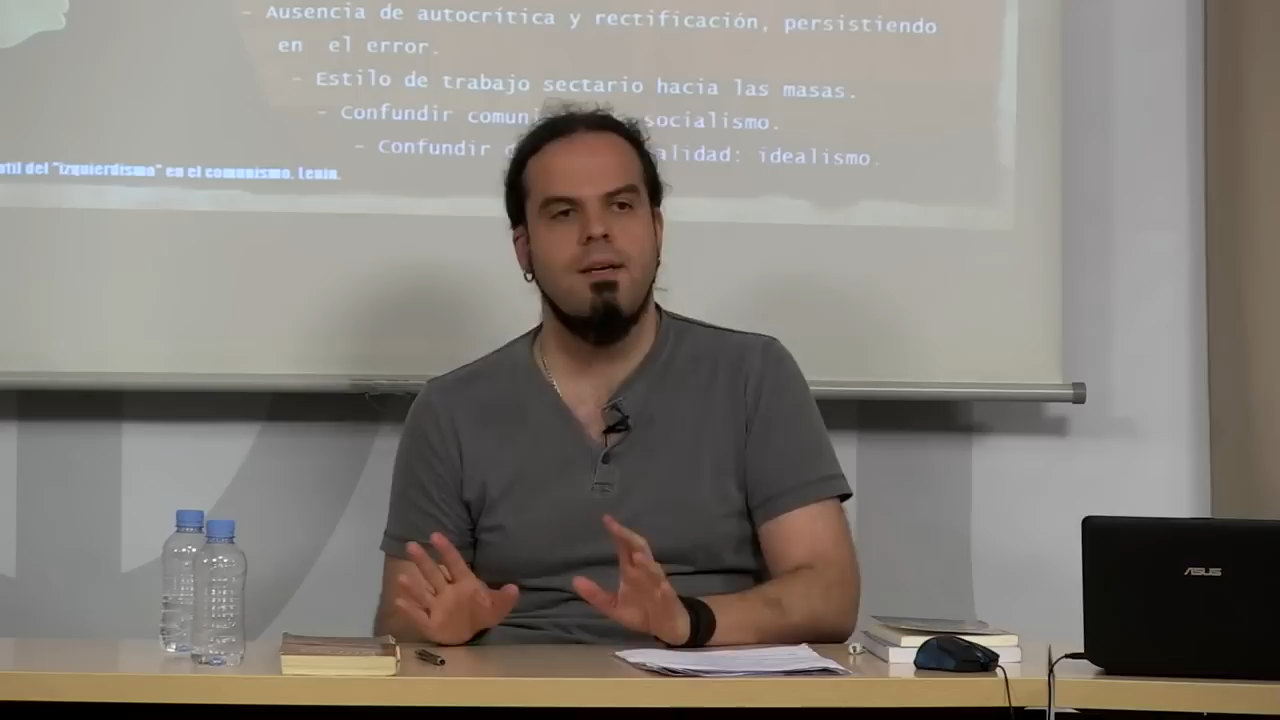 - Ausencia de autocrítica y rectificación, persistiendo
en el error.
- Estilo de trabajo sectario hacia las masas.
- Confundir comuni socialismo.
- Confundir alidad: idealismo.
til del "izquierdismo" en el comunismo. Lenin.
ASUS